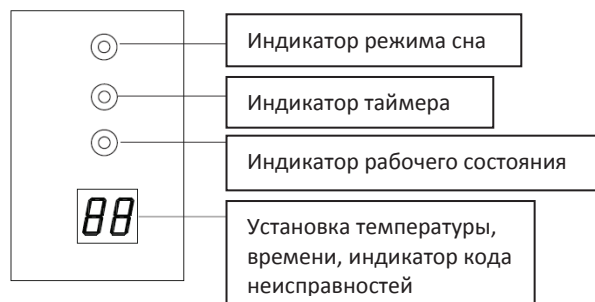 Индикатор режима сна
Индикатор таймера
Индикатор рабочего состояния
88
Установка температуры,
времени, индикатор кода
неисправностей